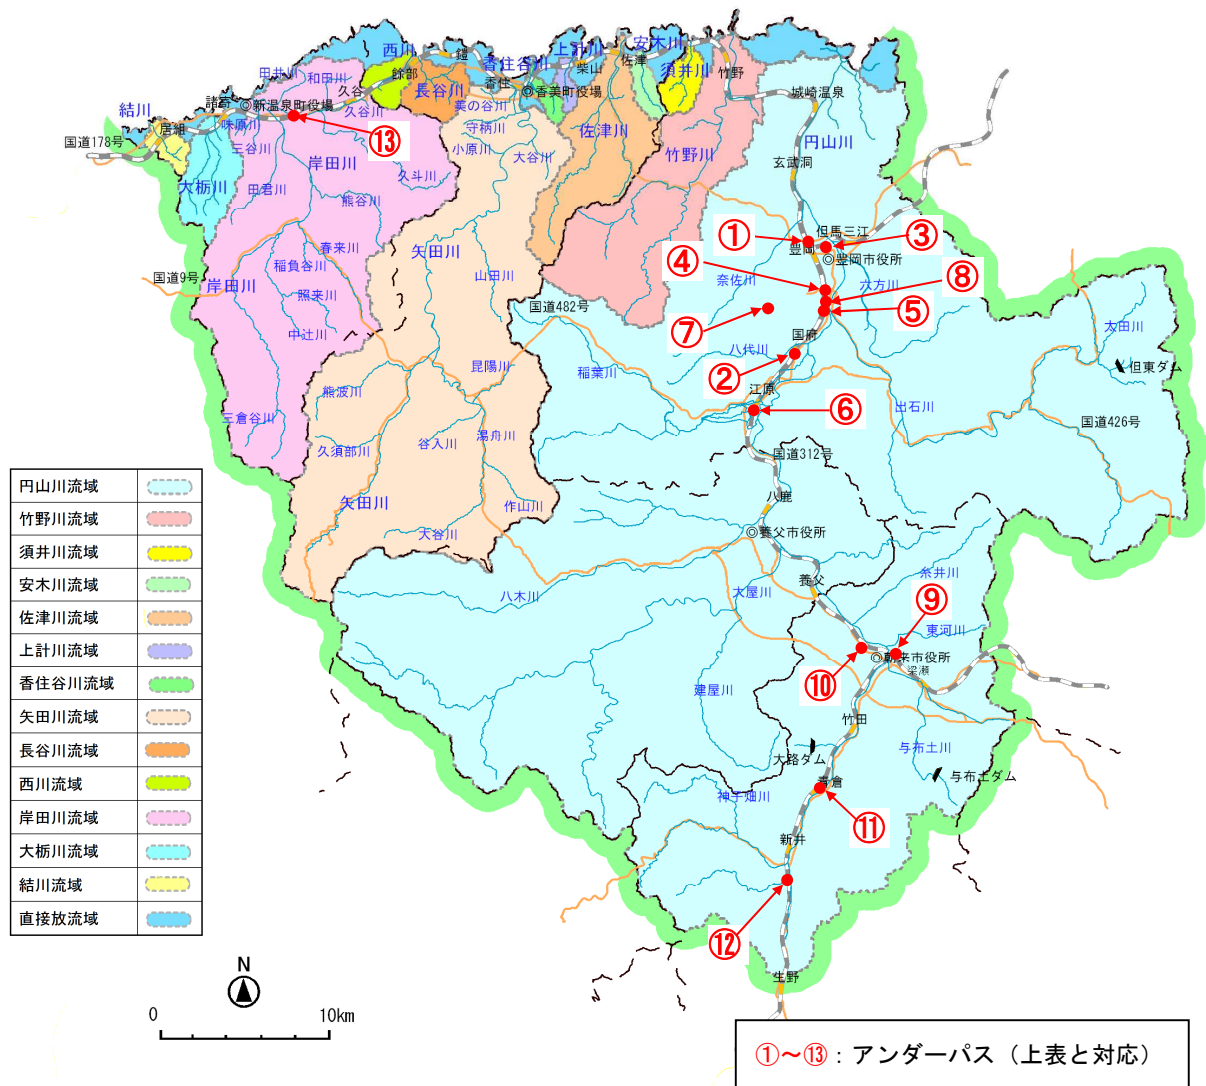 結川
西川
鎧
香住谷川
上計川
安木川
佐津
柴山
須井川
竹野
田井川
和田川
久谷
餘部
長谷川
香住
香美町役場
諸寄
新温泉町役場
久谷川
美の谷川
居組
味原川
⑬
守柄川
佐津川
城崎温泉
円山川
国道178号
三谷川
小原川
大谷川
竹野川
玄武洞
大栃川
岸田川
田君川
久斗川
熊谷川
①
但馬三江
③
豊岡
豊岡市役所
春来川
矢田川
稲負谷川
④
奈佐川
六方川
⑧
国道9号
岸田川
照来川
山田川
国道482号
⑦
⑤
中辻川
国府
太田川
八代川
但東ダム
昆陽川
稲葉川
②
熊波川
江原
⑥
出石川
三倉谷川
久須部川
谷入川
湯舟川
国道426号
国道312号
八鹿
矢田川
作山川
大谷川
養父市役所
養父
糸井川
八木川
大屋川
⑨
東河川
朝来市役所
梁瀬
⑩
建屋川
竹田
与布土川
大路ダム
与布土ダム
青倉
神子畑川
⑪
新井
⑫
生野
円山川流域
竹野川流域
須井川流域
安木川流域
佐津川流域
上計川流域
香住谷川流域
矢田川流域
長谷川流域
西川流域
岸田川流域
大栃川流域
結川流域
直接放流域
N
0 10km
①～⑬：アンダーパス（上表と対応）